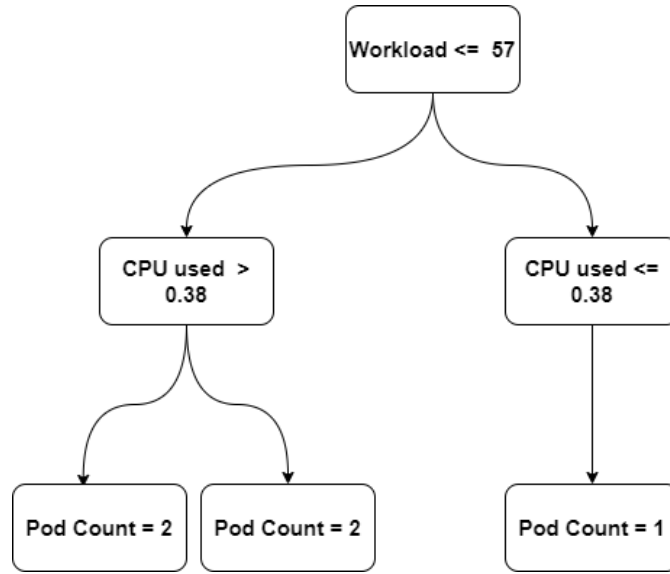 Workload <=  57
CPU used  >
0.38
CPU used <=
0.38
Pod Count = 2
Pod Count = 2
Pod Count = 1